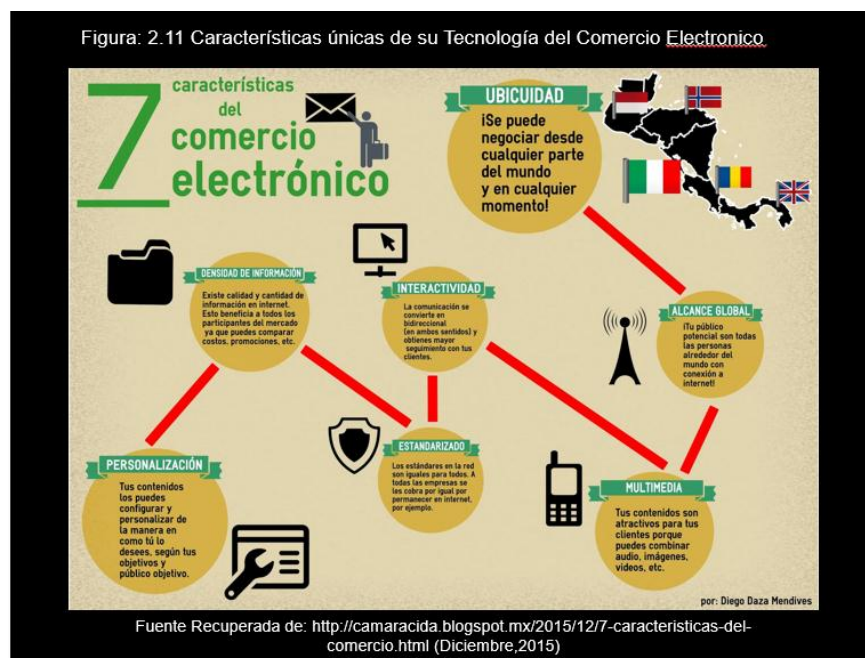 Figura: 2.11 Características únicas de su Tecnología del Comercio Electronico
7
características
del
comercio
electrónico
UBICUIDAD
¡Se puede
negociar desde
cualquier parte
del mundo
y en cualquier
momento!
DENSIDAD DE INFORMACIÓN
Existe calidad y cantidad de
información en internet.
Esto beneficia a todos los
participantes del mercado
ya que puedes comparar
costos, promociones, etc.
INTERACTIVIDAD
La comunicación se
convierte en
bidireccional
(en ambos sentidos) y
obtienes mayor
seguimiento con tus
clientes.
ALCANCE GLOBAL
¡Tu público
potencial son todas
las personas
alrededor del
mundo con
conexión a
internet!
PERSONALIZACIÓN
Tus contenidos
los puedes
configurar y
personalizar de
la manera en
como tú lo
desees, según tus
objetivos y
público objetivo.
ESTANDARIZADO
Los estándares en la red
son iguales para todos. A
todas las empresas se
les cobra por igual por
permanecer en internet,
por ejemplo.
MULTIMEDIA
Tus contenidos son
atractivos para tus
clientes porque
puedes combinar
audio, imágenes,
videos, etc.
por: Diego Daza Mendives
Fuente Recuperada de: http://camaracida.blogspot.mx/2015/12/7-caracteristicas-del-
comercio.html (Diciembre,2015)